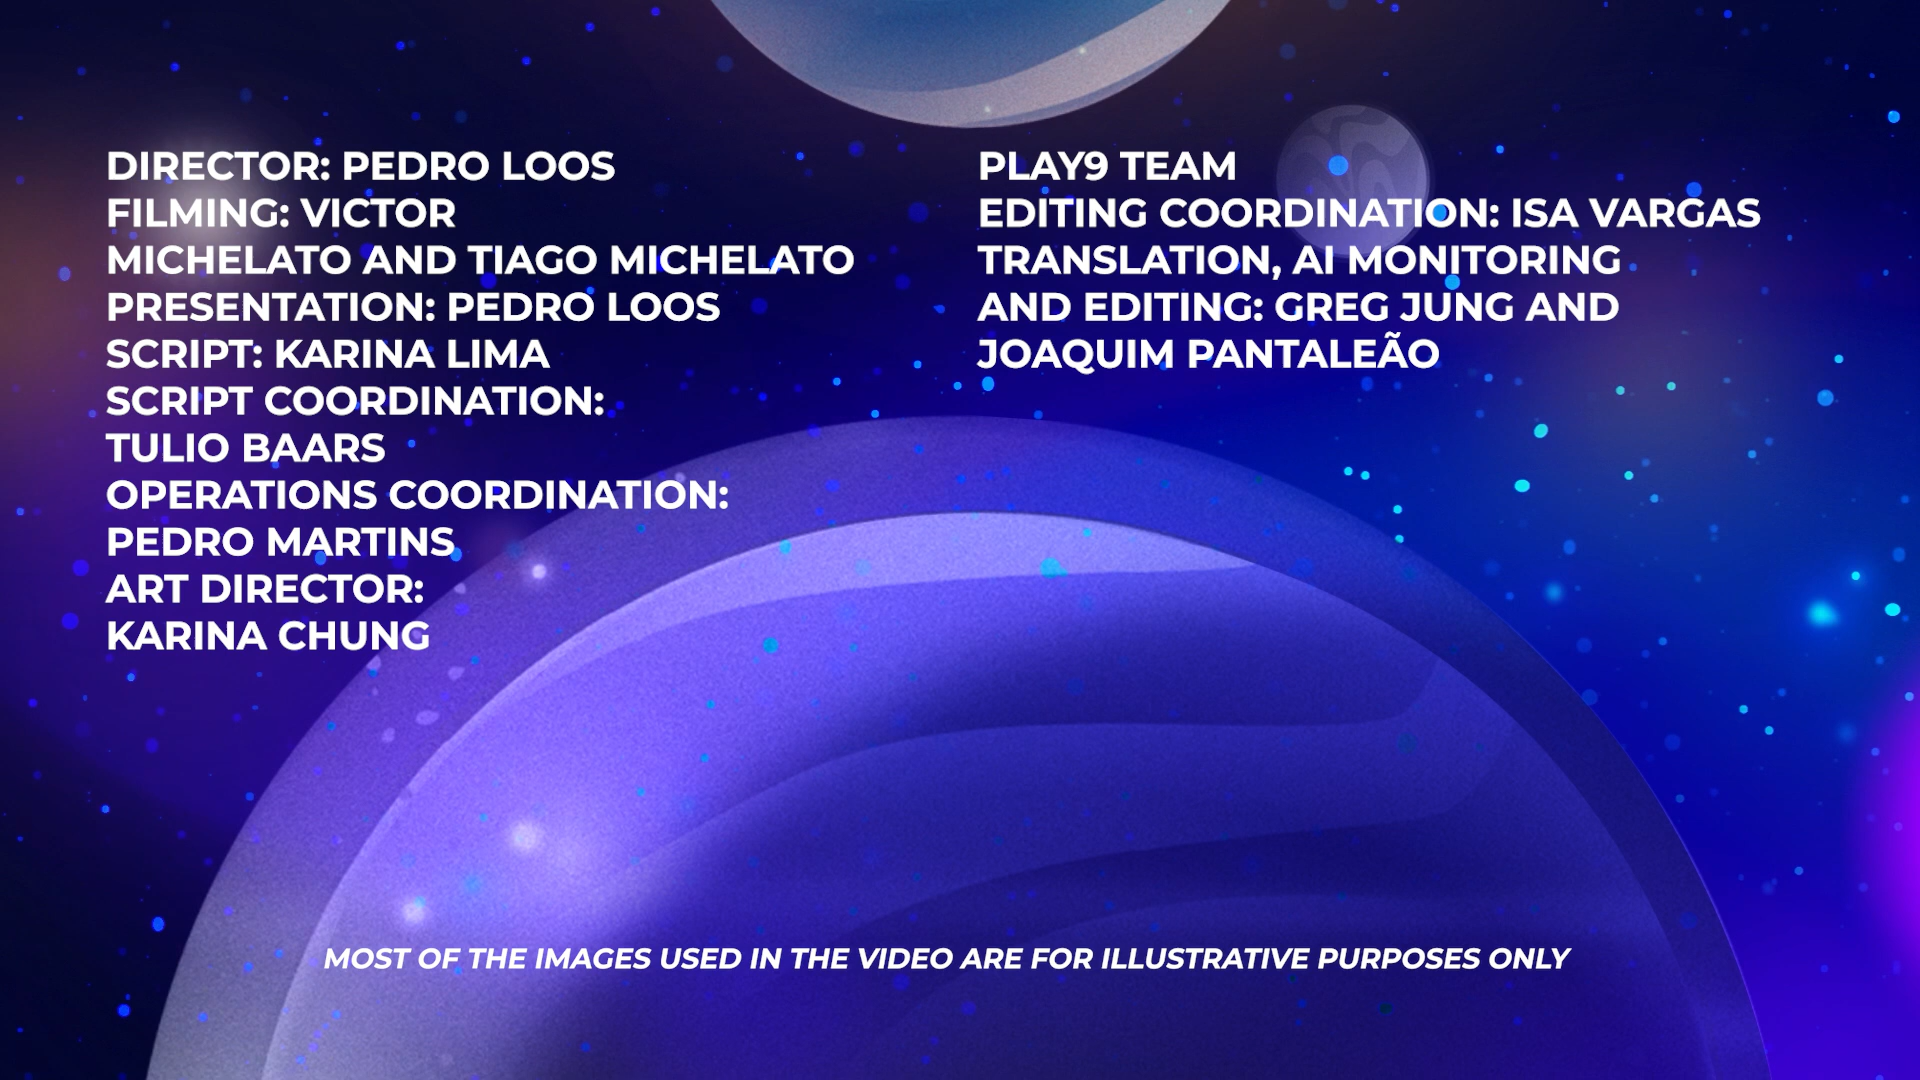 DIRECTOR: PEDRO LOOS
FILMING: VICTOR
MICHELATO AND TIAGO MICHELATO
PRESENTATION: PEDRO LOOS
SCRIPT: KARINA LIMA
SCRIPT COORDINATION:
TULIO BAARS
OPERATIONS COORDINATION:
PEDRO MARTINS
ART DIRECTOR:
KARINA CHUNG
PLAY9 TEAM
EDITING COORDINATION: ISA VARGAS
TRANSLATION, AI MONITORING
AND EDITING: GREG JUNG AND
JOAQUIM PANTALEÃO
MOST OF THE IMAGES USED IN THE VIDEO ARE FOR ILLUSTRATIVE PURPOSES ONLY